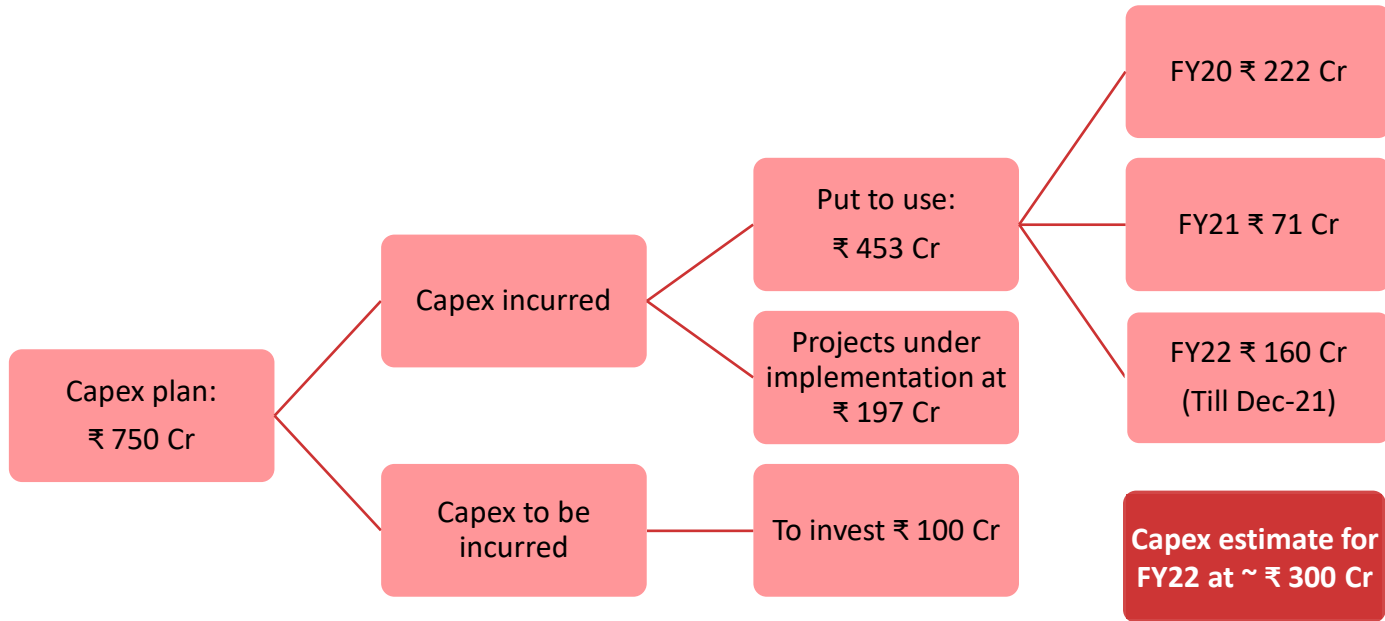 Capex plan:
₹ 750 Cr
Capex incurred
Put to use:
₹ 453 Cr
FY20 ₹ 222 Cr
FY21 ₹ 71 Cr
FY22 ₹ 160 Cr
(Till Dec-21)
Projects under
implementation at
₹ 197 Cr
Capex to be
incurred
To invest ₹ 100 Cr
Capex estimate for
FY22 at ~ ₹ 300 Cr